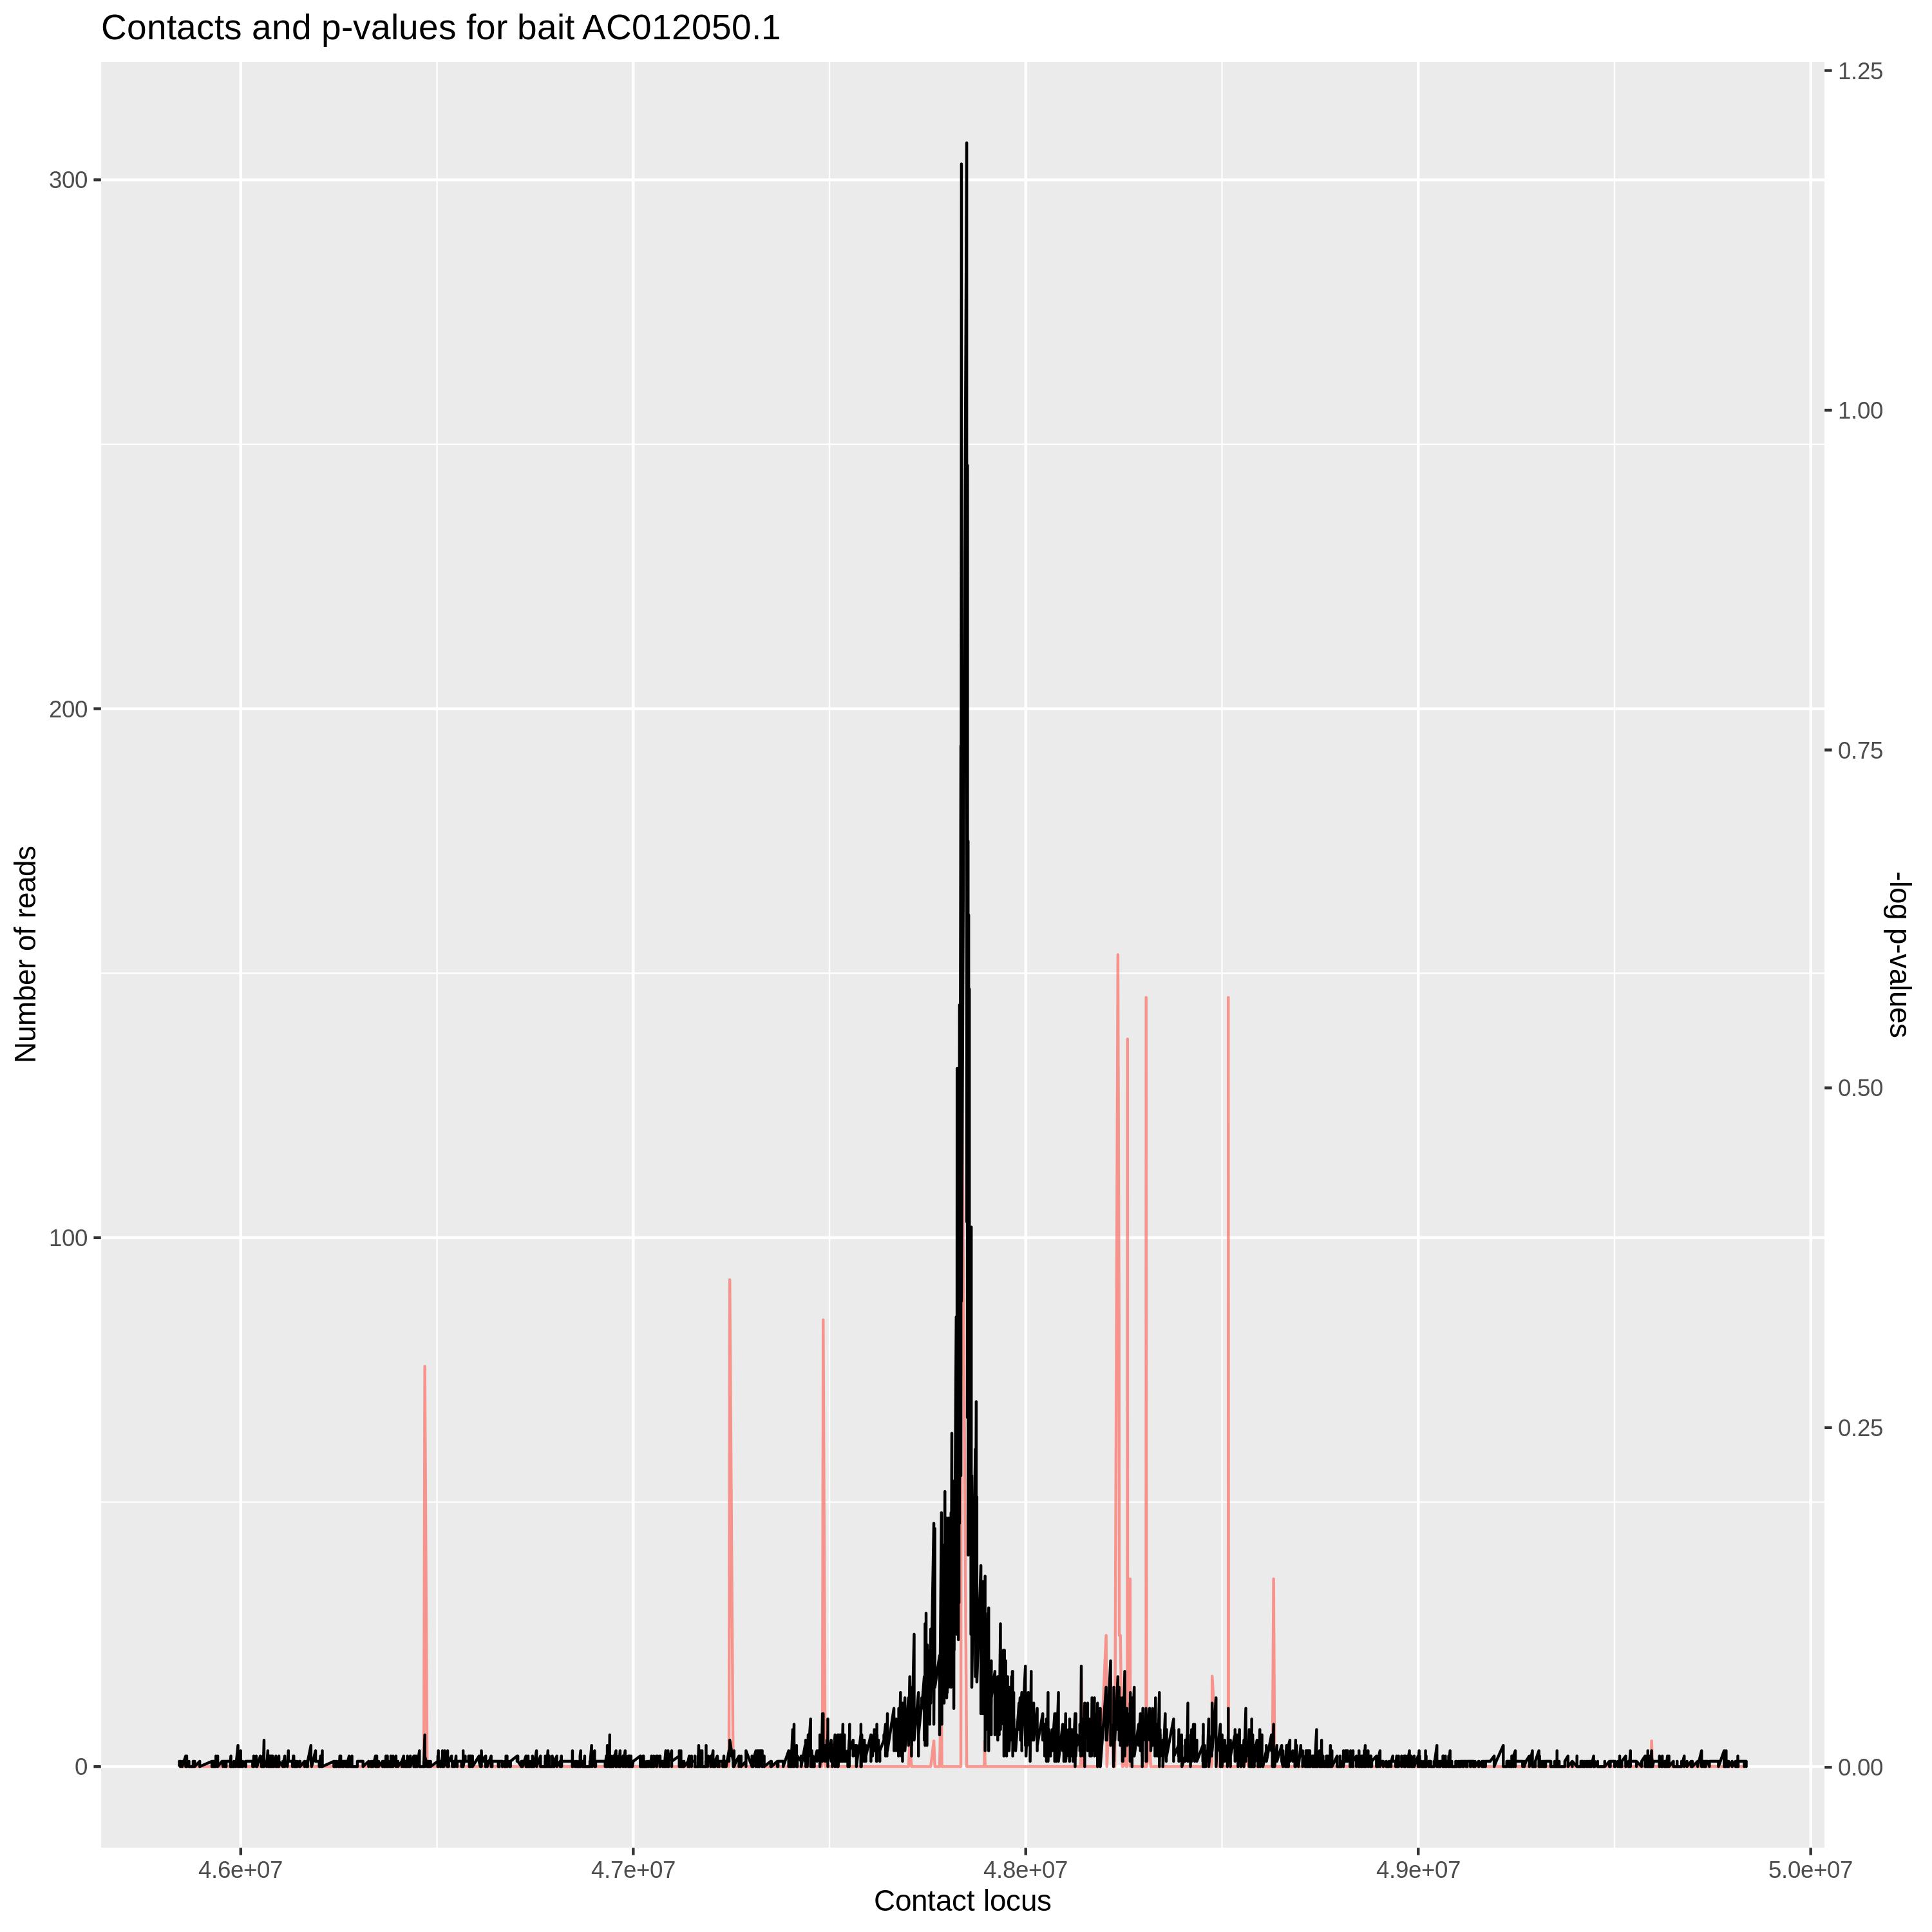 Contacts and p-values for bait AC012050.1
1.25
300
1.00
200
0.75
Number of reads
-log p-values
0.50
100
0.25
0
0.00
4.6e+07
4.7e+07
4.8e+07
4.9e+07
5.0e+07
Contact locus